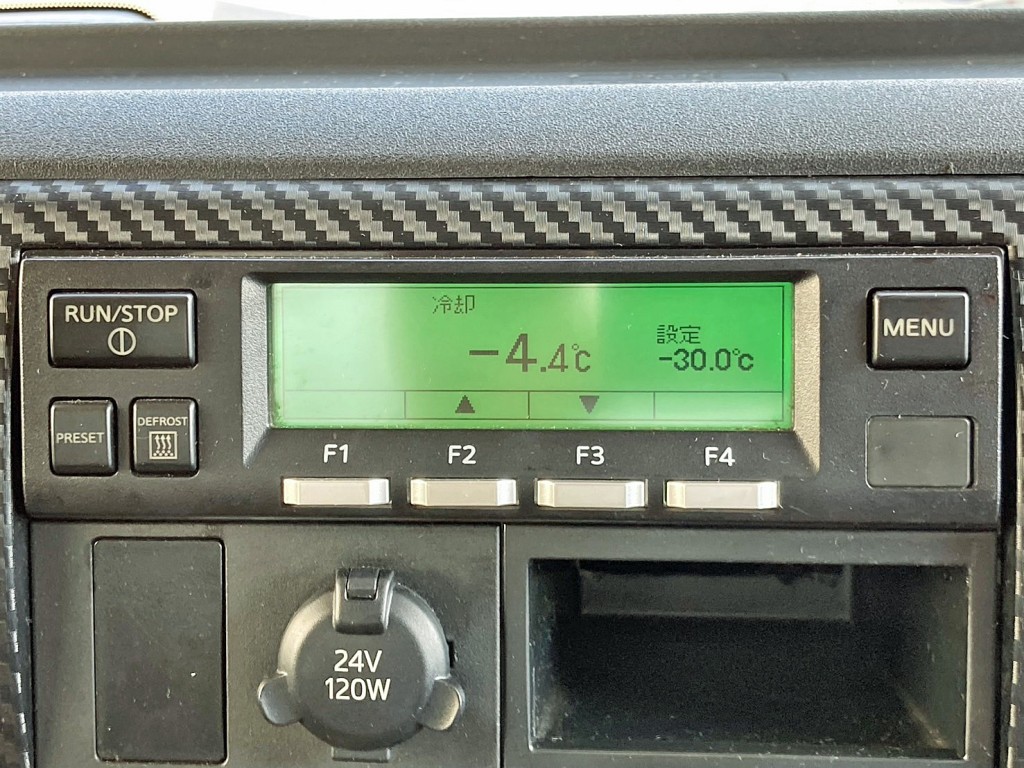 RUN/STOP
冷却
-4.4℃
設定
-30.0℃
MENU
PRESET
DEFROST
▲
▼
F1
F2
F3
F4
24V
120W